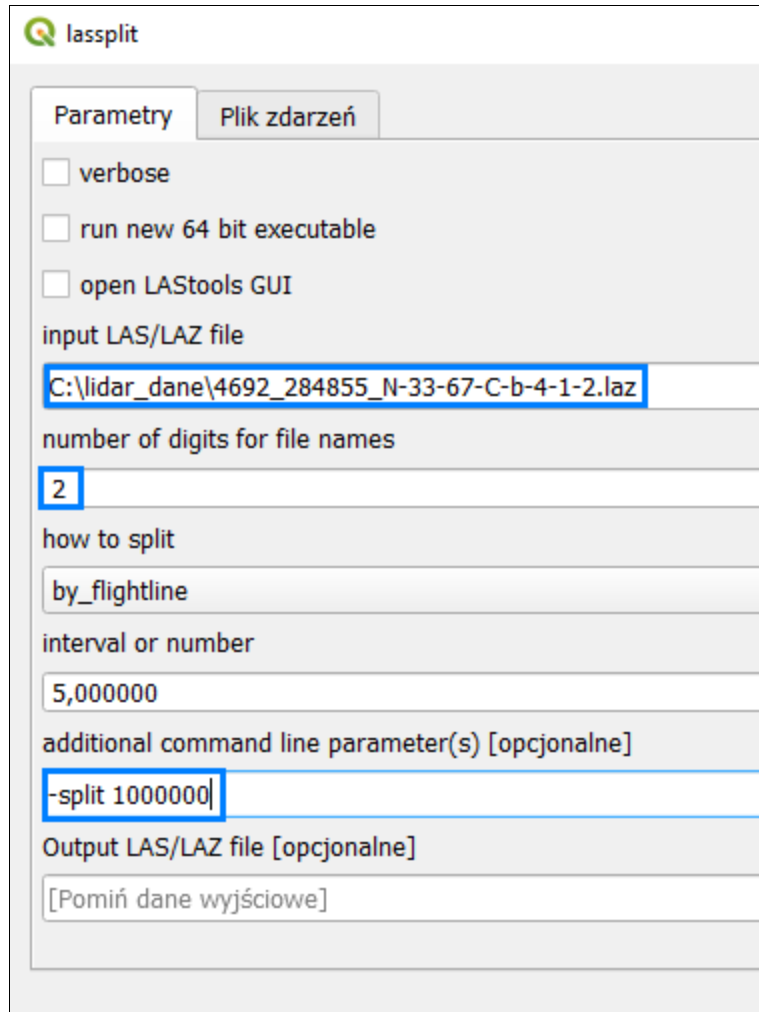 lassplit
Parametry
Plik zdarzeń
verbose
run new 64 bit executable
open LAStools GUI
input LAS/LAZ file
C:\lidar_dane\4692_284855_N-33-67-C-b-4-1-2.laz
number of digits for file names
2
how to split
by_flightline
interval or number
5,000000
additional command line parameter(s) [opcjonalne]
-split 1000000
Output LAS/LAZ file [opcjonalne]
[Pomiń dane wyjściowe]